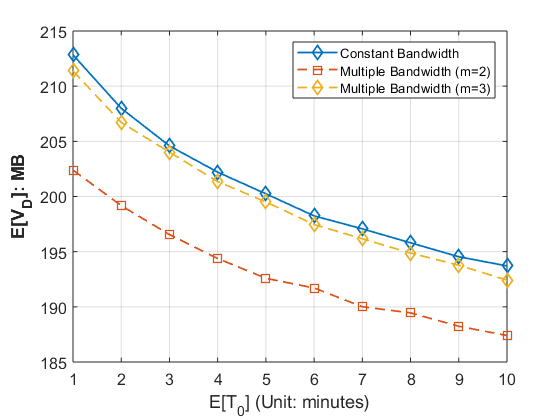 215
210
205
200
195
190
185
E[V_D]: MB
Constant Bandwidth
Multiple Bandwidth (m=2)
Multiple Bandwidth (m=3)
1 2 3 4 5 6 7 8 9 10
E[T_0] (Unit: minutes)